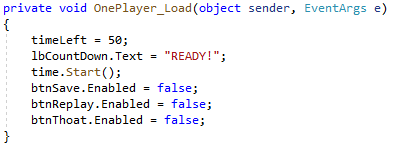 private void OnePlayer_Load(object sender, EventArgs e)
{
timeLeft = 50;
lbCountDown.Text = "READY!";
time.Start();
btnSave.Enabled = false;
btnReplay.Enabled = false;
btnThoat.Enabled = false;
}